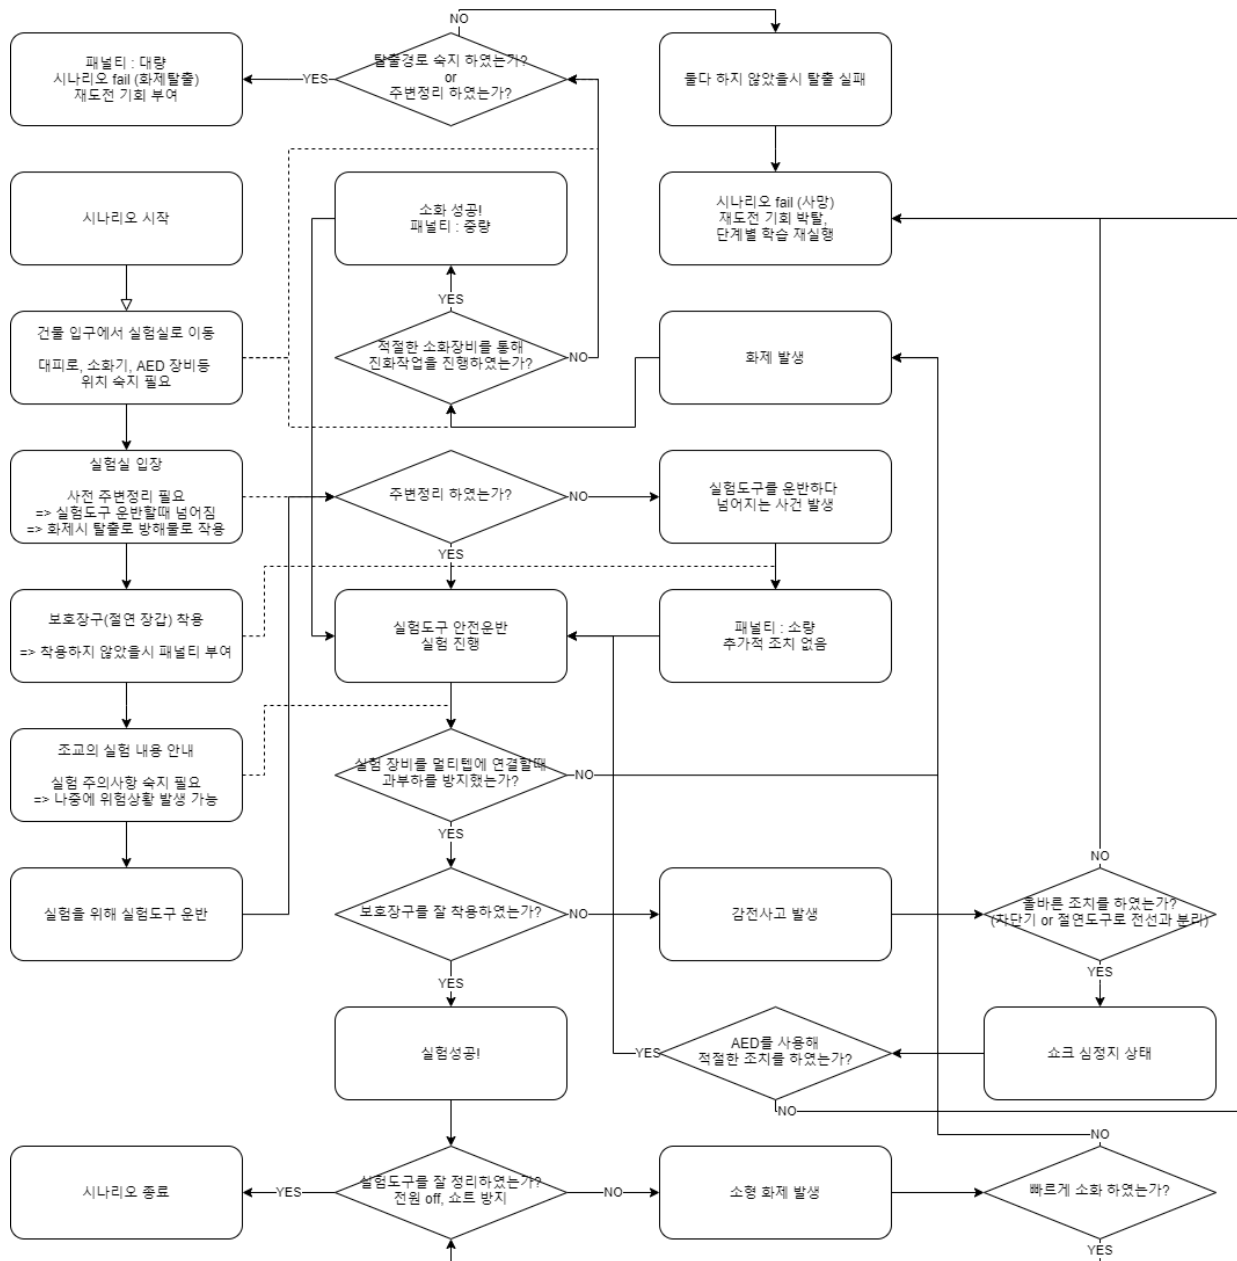 NO
패널티 : 대량
시나리오 fail (화제탈출)
재도전 기회 부여
YES
탈출경로 숙지 하였는가?
or
주변정리 하였는가?
둘다 하지 않았을시 탈출 실패
시나리오 시작
소화 성공!
패널티 : 중량
시나리오 fail (사망)
재도전 기회 박탈,
단계별 학습 재실행
YES
건물 입구에서 실험실로 이동
대피로, 소화기, AED 장비등
위치 숙지 필요
적절한 소화장비를 통해
진화작업을 진행하였는가?
NO
화제 발생
실험실 입장
사전 주변정리 필요
=> 실험도구 운반할때 넘어짐
=> 화제시 탈출로 방해물로 작용
주변정리 하였는가?
NO
실험도구를 운반하다
넘어지는 사건 발생
YES
보호장구(절연 장갑) 착용
=> 착용하지 않았을시 패널티 부여
실험도구 안전운반
실험 진행
패널티 : 소량
추가적 조치 없음
조교의 실험 내용 안내
실험 주의사항 숙지 필요
=> 나중에 위험상황 발생 가능
실험 장비를 멀티텝에 연결할때
과부하를 방지했는가?
NO
YES
NO
실험을 위해 실험도구 운반
보호장구를 잘 착용하였는가?
NO
감전사고 발생
올바른 조치를 하였는가?
(차단기 or 절연도구로 전선과 분리)
YES
YES
실험성공!
YES
AED를 사용해
적절한 조치를 하였는가?
쇼크 심정지 상태
NO
NO
시나리오 종료
YES
실험도구를 잘 정리하였는가?
전원 off, 쇼트 방지
NO
소형 화제 발생
빠르게 소화 하였는가?
YES